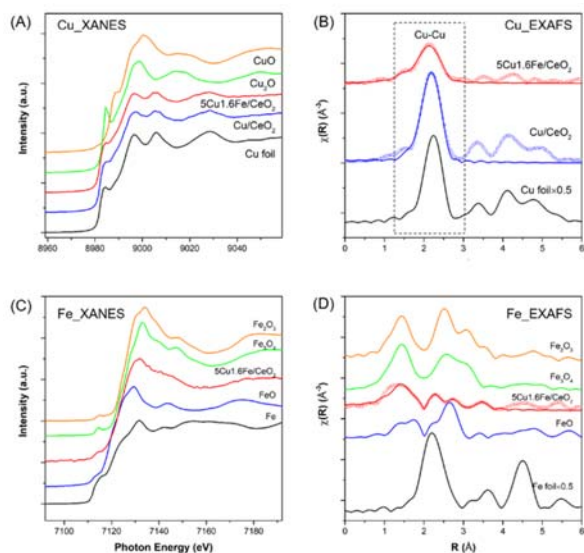 (A) Cu_XANES
CuO
Cu₂O
5Cu1.6Fe/CeO₂
Cu/CeO₂
Cu foil
Intensity (a.u.)
8960 8980 9000 9020 9040
(B) Cu_EXAFS
Cu-Cu
5Cu1.6Fe/CeO₂
Cu/CeO₂
Cu foil×0.5
χ(R) (Å⁻³)
0 1 2 3 4 5 6
(C) Fe_XANES
Fe₂O₃
5Cu1.6Fe/CeO₂
FeO
Fe
Intensity (a.u.)
7100 7120 7140 7160 7180
Photon Energy (eV)
(D) Fe_EXAFS
Fe₂O₃
Fe₃O₄
5Cu1.6Fe/CeO₂
FeO
Fe foil×0.5
χ(R) (Å⁻³)
0 1 2 3 4 5 6
R (Å)